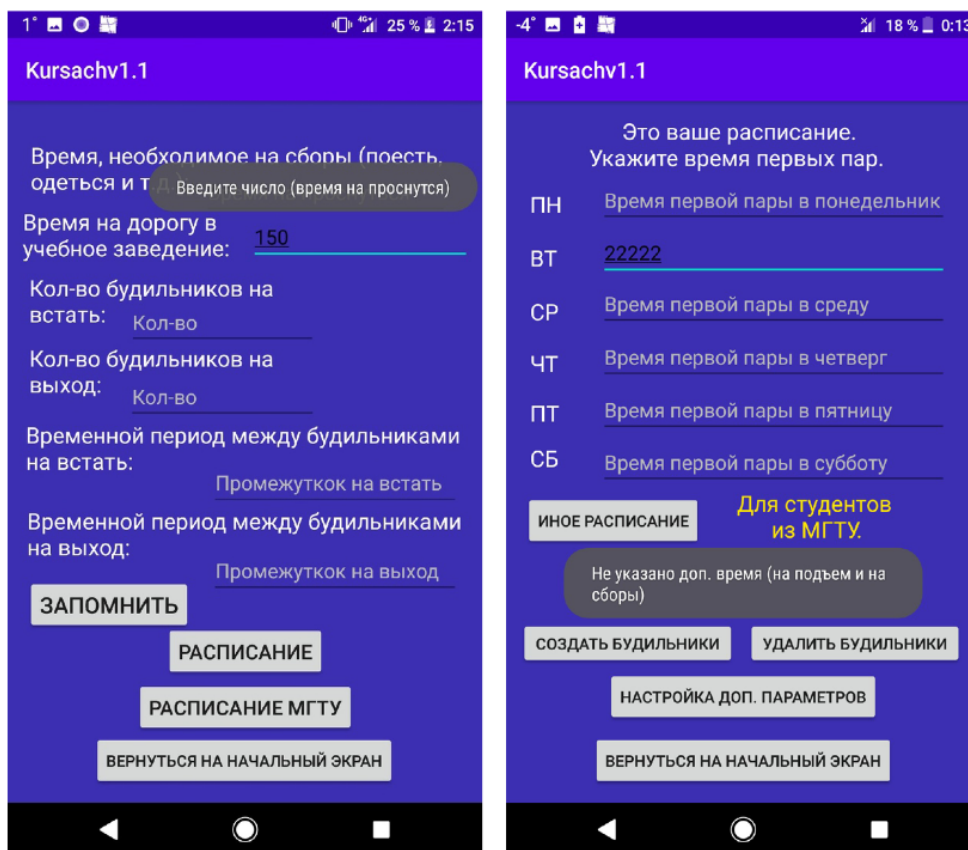 1° 4G 25 % 2:15
Kursachv1.1
Время, необходимое на сборы (поесть,
одеться и т.д.):
Введите число (время на проснутся)
Время на дорогу в
учебное заведение: 150
Кол-во будильников на
встать: Кол-во
Кол-во будильников на
выход: Кол-во
Временной период между будильниками
на встать:
Промежуткок на встать
Временной период между будильниками
на выход:
Промежуткок на выход
ЗАПОМНИТЬ
РАСПИСАНИЕ
РАСПИСАНИЕ МГТУ
ВЕРНУТЬСЯ НА НАЧАЛЬНЫЙ ЭКРАН
-4° 18 % 0:13
Kursachv1.1
Это ваше расписание.
Укажите время первых пар.
ПН Время первой пары в понедельник
ВТ 22222
СР Время первой пары в среду
ЧТ Время первой пары в четверг
ПТ Время первой пары в пятницу
СБ Время первой пары в субботу
ИНОЕ РАСПИСАНИЕ
Для студентов
из МГТУ.
Не указано доп. время (на подъем и на
сборы)
СОЗДАТЬ БУДИЛЬНИКИ УДАЛИТЬ БУДИЛЬНИКИ
НАСТРОЙКА ДОП. ПАРАМЕТРОВ
ВЕРНУТЬСЯ НА НАЧАЛЬНЫЙ ЭКРАН